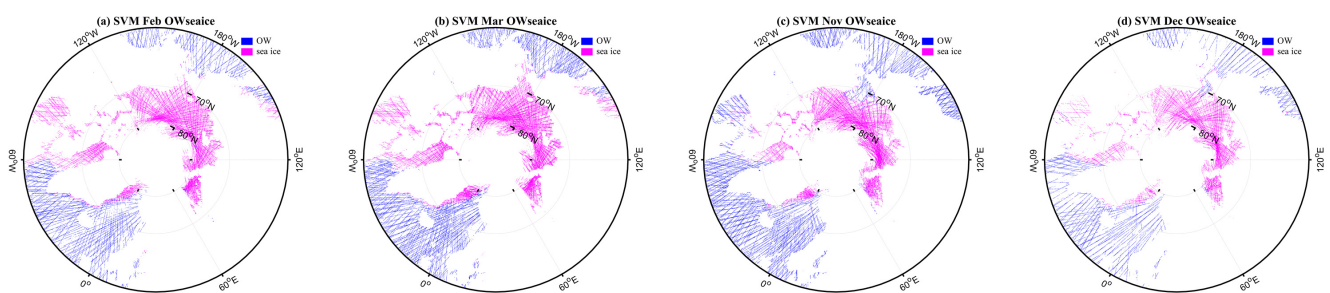 (a) SVM Feb OWseaice
OW
sea ice
120°W
180°W
70°N
80°N
60°W
120°E
0°
60°E
(b) SVM Mar OWseaice
OW
sea ice
120°W
180°W
70°N
80°N
60°W
120°E
0°
60°E
(c) SVM Nov OWseaice
OW
sea ice
120°W
180°W
70°N
80°N
60°W
120°E
0°
60°E
(d) SVM Dec OWseaice
OW
sea ice
120°W
180°W
70°N
80°N
60°W
120°E
0°
60°E